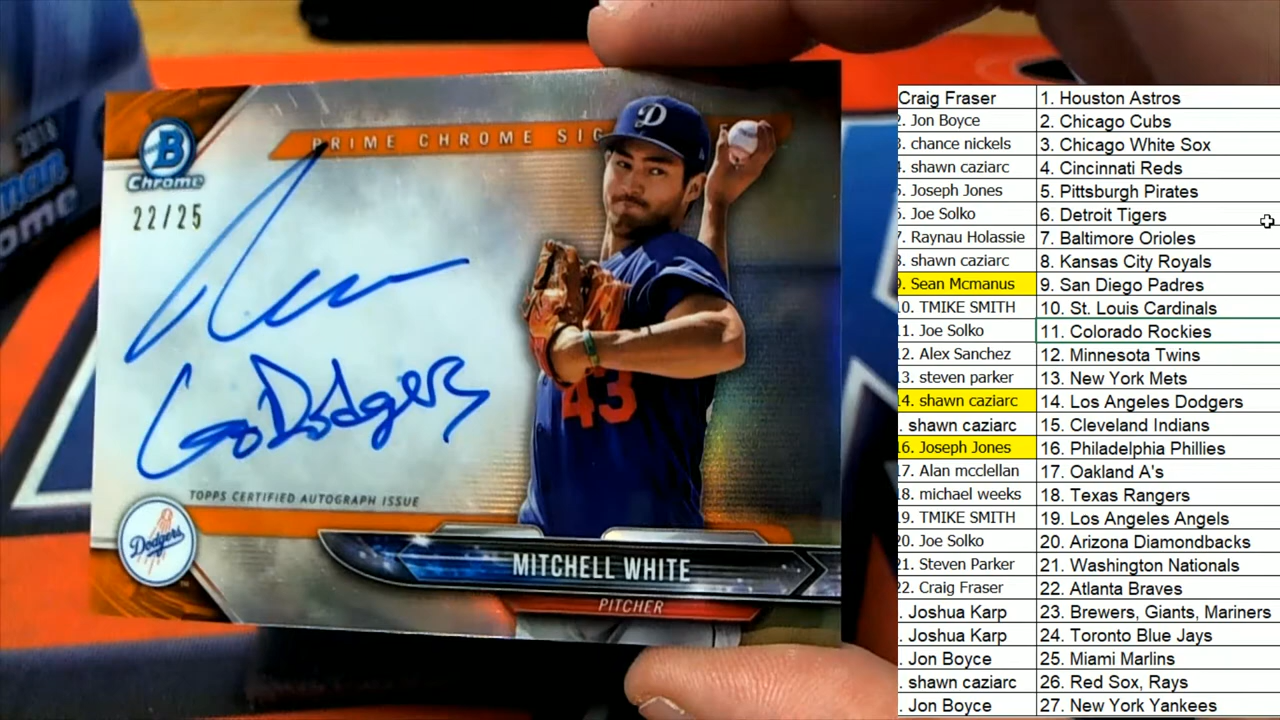 PRIME CHROME SIG
B
Chrome
22/25
D
Go Dodgers
43
TOPPS CERTIFIED AUTOGRAPH ISSUE
Dodgers
MITCHELL WHITE
PITCHER
Craig Fraser 1. Houston Astros
2. Jon Boyce 2. Chicago Cubs
3. chance nickels 3. Chicago White Sox
4. shawn caziarc 4. Cincinnati Reds
5. Joseph Jones 5. Pittsburgh Pirates
6. Joe Solko 6. Detroit Tigers
7. Raynau Holassie 7. Baltimore Orioles
8. shawn caziarc 8. Kansas City Royals
9. Sean Mcmanus 9. San Diego Padres
10. TMIKE SMITH 10. St. Louis Cardinals
11. Joe Solko 11. Colorado Rockies
12. Alex Sanchez 12. Minnesota Twins
13. steven parker 13. New York Mets
14. shawn caziarc 14. Los Angeles Dodgers
. shawn caziarc 15. Cleveland Indians
16. Joseph Jones 16. Philadelphia Phillies
17. Alan mcclellan 17. Oakland A's
18. michael weeks 18. Texas Rangers
19. TMIKE SMITH 19. Los Angeles Angels
20. Joe Solko 20. Arizona Diamondbacks
21. Steven Parker 21. Washington Nationals
22. Craig Fraser 22. Atlanta Braves
. Joshua Karp 23. Brewers, Giants, Mariners
. Joshua Karp 24. Toronto Blue Jays
. Jon Boyce 25. Miami Marlins
. shawn caziarc 26. Red Sox, Rays
. Jon Boyce 27. New York Yankees